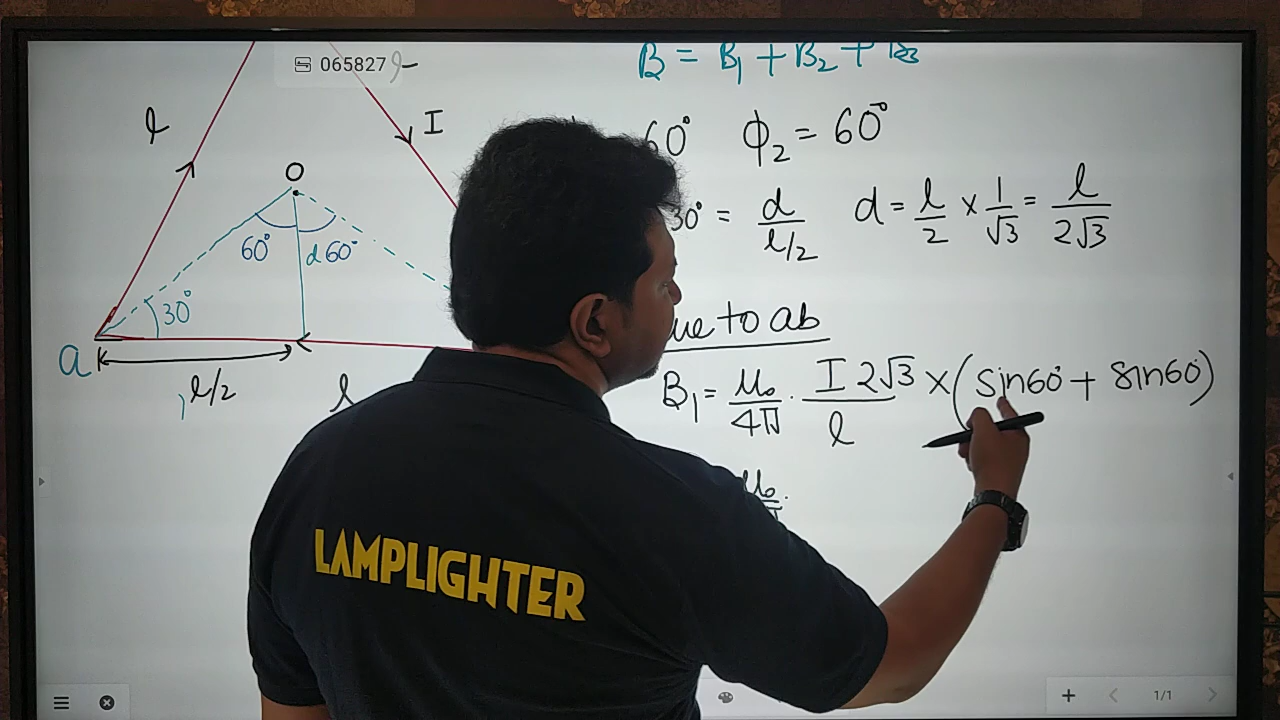 065827
B = B₁ + B₂ + B₃
l
I
60° ϕ₂ = 60°
O
30° = d/(l/2) d = l/2 × 1/√3 = l/(2√3)
60° d 60°
30°
due to ab
a
l/2 l
B₁ = μ₀/4π · I 2√3/l × (sin60° + sin60°)
μ₀
LAMPLIGHTER
1/1